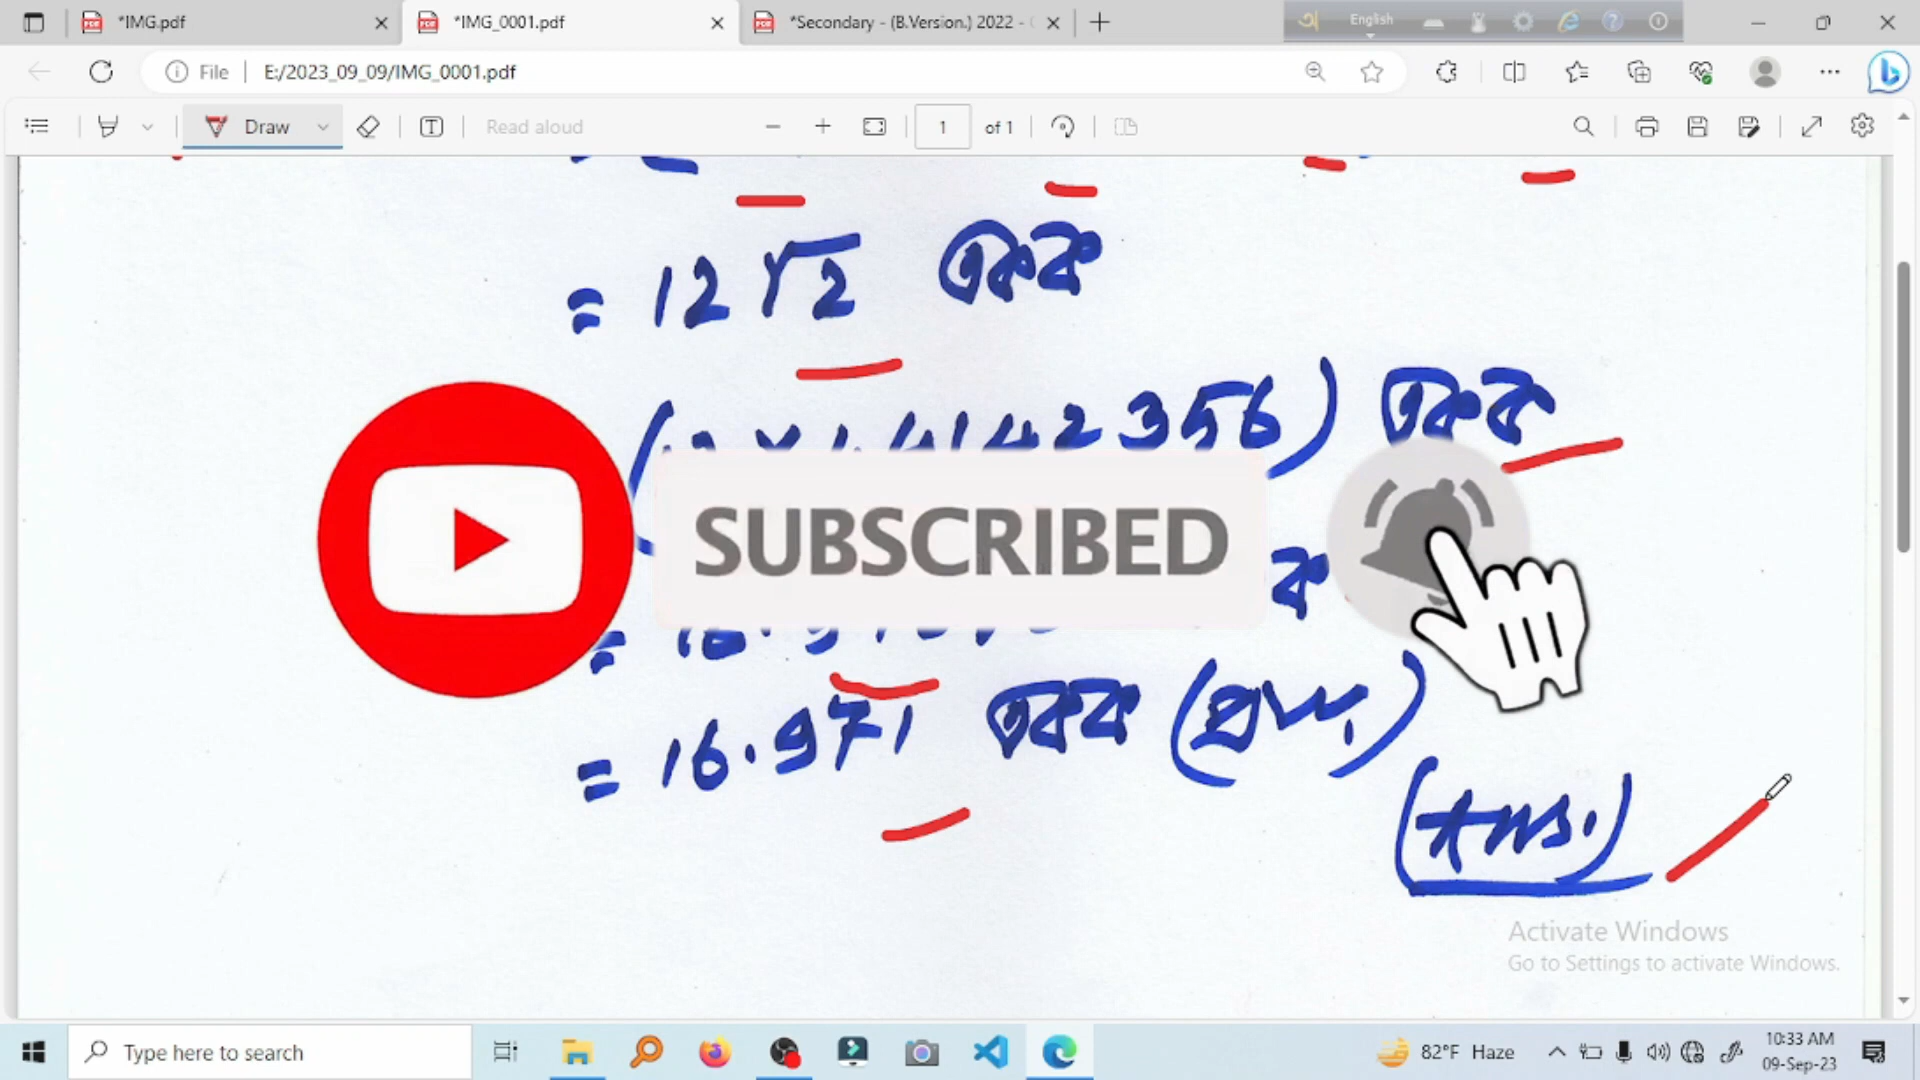 *IMG.pdf
*IMG_0001.pdf
*Secondary - (B.Version.) 2022 -
English
File
E:/2023_09_09/IMG_0001.pdf
Draw
Read aloud
1
of 1
= 12√2 একক
4142356) একক
SUBSCRIBED
= 16.971 একক (প্রায়)
(Ans.)
Activate Windows
Go to Settings to activate Windows.
Type here to search
82°F Haze
10:33 AM
09-Sep-23